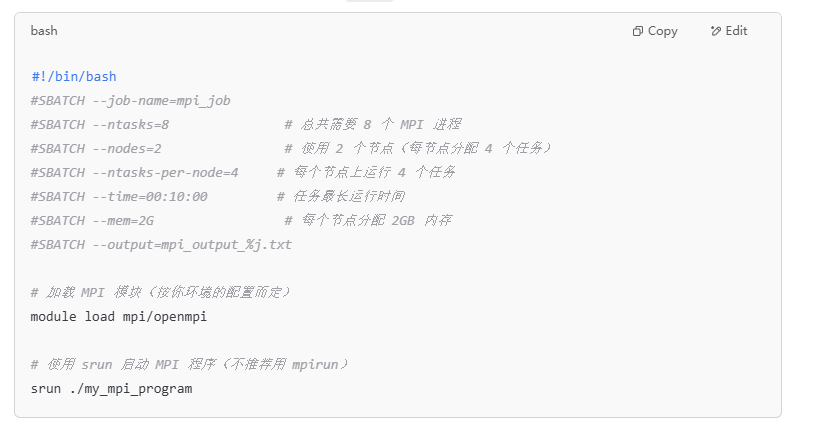 bash
Copy
Edit
#!/bin/bash
#SBATCH --job-name=mpi_job
#SBATCH --ntasks=8 # 总共需要 8 个 MPI 进程
#SBATCH --nodes=2 # 使用 2 个节点（每节点分配 4 个任务）
#SBATCH --ntasks-per-node=4 # 每个节点上运行 4 个任务
#SBATCH --time=00:10:00 # 任务最长运行时间
#SBATCH --mem=2G # 每个节点分配 2GB 内存
#SBATCH --output=mpi_output_%j.txt
# 加载 MPI 模块（按你环境的配置而定）
module load mpi/openmpi
# 使用 srun 启动 MPI 程序（不推荐用 mpirun）
srun ./my_mpi_program